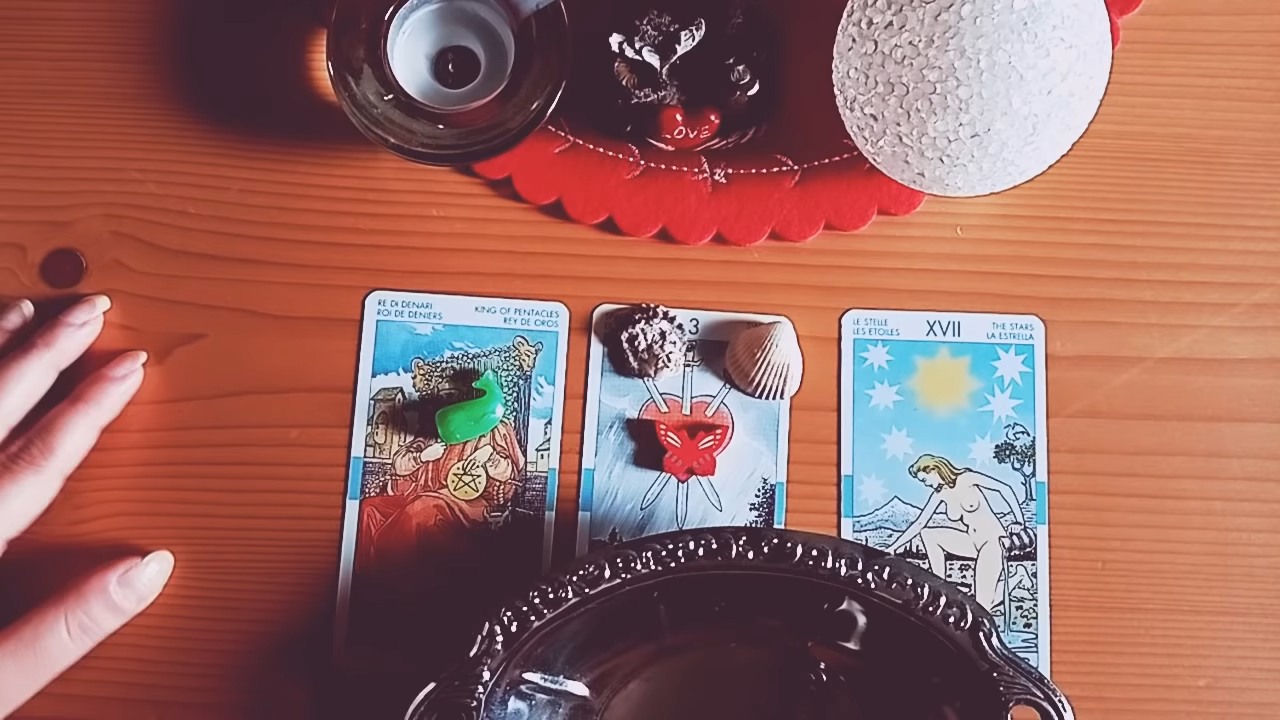 LOVE
RE DI DENARI
ROI DE DENIERS
KING OF PENTACLES
REY DE OROS
3
LE STELLE
LES ETOILES
XVII
THE STARS
LA ESTRELLA